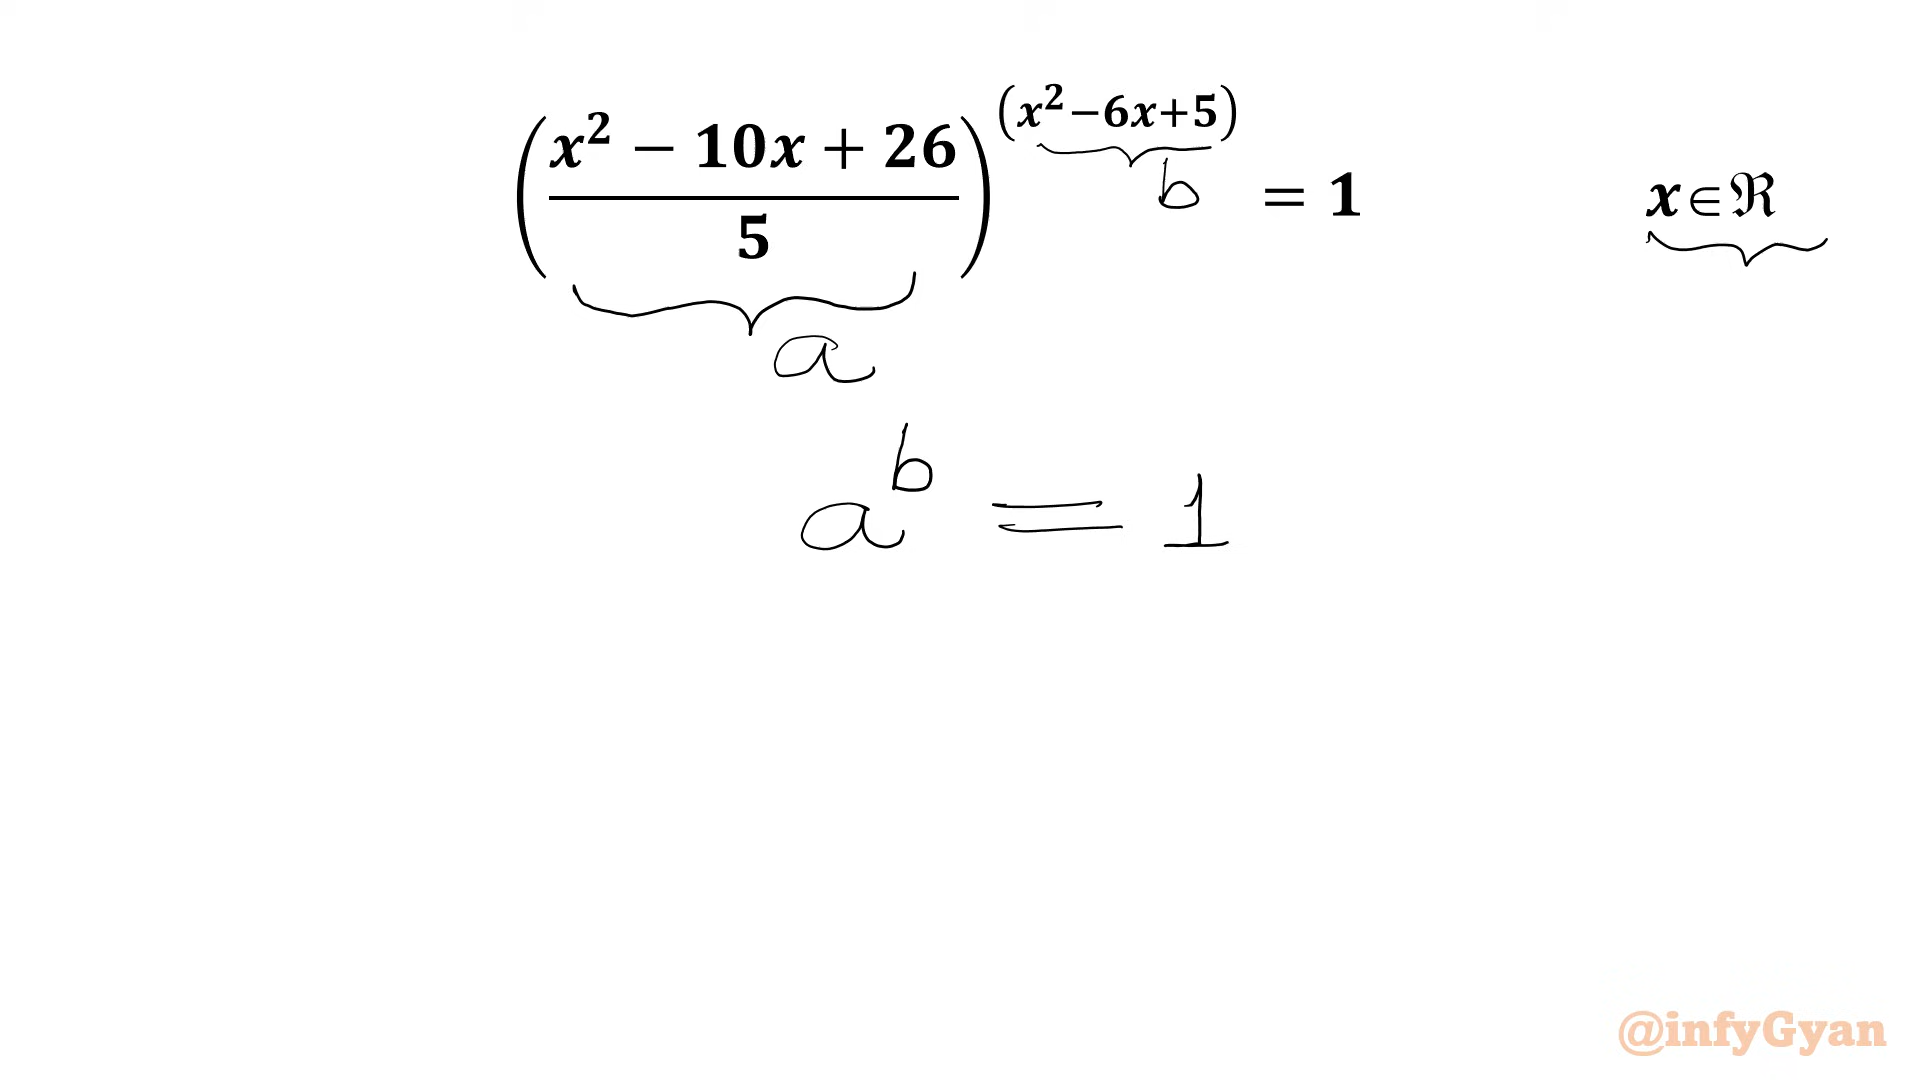 (x² − 10x + 26 / 5)^(x²−6x+5) = 1 x∈ℜ
b
a
a^b = 1
@infyGyan